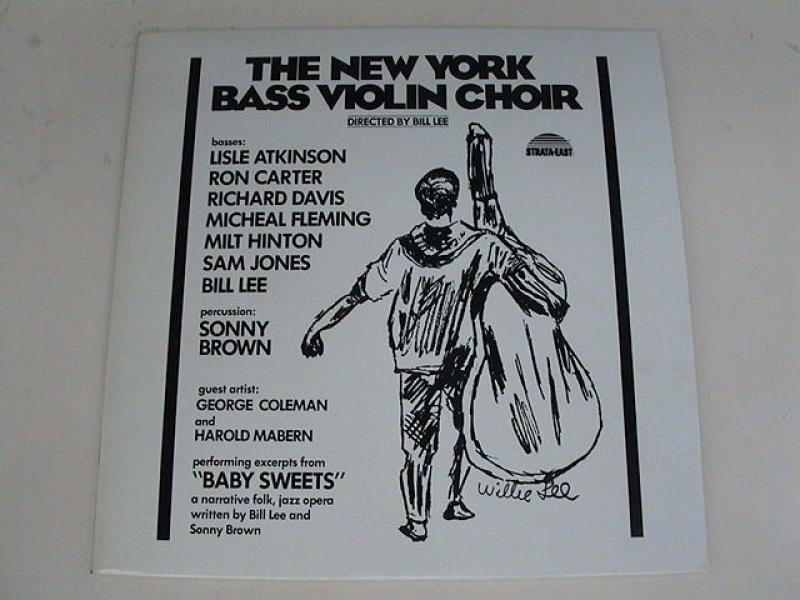 THE NEW YORK
BASS VIOLIN CHOIR
DIRECTED BY BILL LEE
STRATA-EAST
basses:
LISLE ATKINSON
RON CARTER
RICHARD DAVIS
MICHEAL FLEMING
MILT HINTON
SAM JONES
BILL LEE
percussion:
SONNY
BROWN
guest artist:
GEORGE COLEMAN
and
HAROLD MABERN
performing excerpts from
"BABY SWEETS"
a narrative folk, jazz opera
written by Bill Lee and
Sonny Brown
Willie Lee